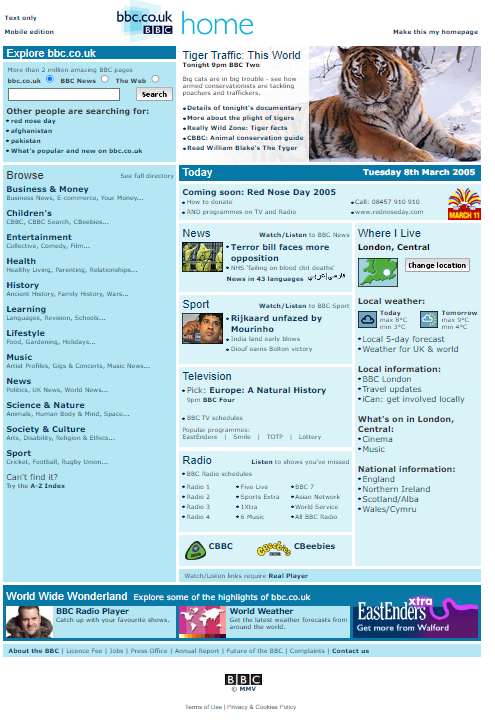 Text only
Mobile edition
bbc.co.uk
BBC
home
Make this my homepage
Explore bbc.co.uk
More than 2 million amazing BBC pages
bbc.co.uk BBC News The Web
Search
Other people are searching for:
red nose day
afghanistan
pakistan
What's popular and new on bbc.co.uk
Tiger Traffic: This World
Tonight 9pm BBC Two
Big cats are in big trouble - see how
armed conservationists are tackling
poachers and traffickers.
Details of tonight's documentary
More about the plight of tigers
Really Wild Zone: Tiger facts
CBBC: Animal conservation guide
Read William Blake's The Tyger
Browse
See full directory
Business & Money
Business News, E-commerce, Your Money...
Children's
CBBC, CBBC Search, CBeebies...
Entertainment
Collective, Comedy, Film...
Health
Healthy Living, Parenting, Relationships...
History
Ancient History, Family History, Wars...
Learning
Languages, Revision, Schools...
Lifestyle
Food, Gardening, Holidays...
Music
Artist Profiles, Gigs & Concerts, Music News...
News
Politics, UK News, World News...
Science & Nature
Animals, Human Body & Mind, Space...
Society & Culture
Arts, Disability, Religion & Ethics...
Sport
Cricket, Football, Rugby Union...
Can't find it?
Try the A-Z Index
Today
Tuesday 8th March 2005
Coming soon: Red Nose Day 2005
How to donate
RND programmes on TV and Radio
Call: 08457 910 910
www.rednoseday.com
MARCH 11
News
Watch/Listen to BBC News
Terror bill faces more
opposition
NHS 'failing on blood clot deaths'
News in 43 languages
Sport
Watch/Listen to BBC Sport
Rijkaard unfazed by
Mourinho
India land early blows
Diouf earns Bolton victory
Television
Pick: Europe: A Natural History
9pm BBC Four
BBC TV schedules
Popular programmes:
EastEnders | Smile | TOTP | Lottery
Radio
Listen to shows you've missed
BBC Radio schedules
Radio 1
Radio 2
Radio 3
Radio 4
Five Live
Sports Extra
1Xtra
6 Music
BBC 7
Asian Network
World Service
All BBC Radio
CBBC
CBeebies
Watch/Listen links require Real Player
Where I Live
London, Central
Change location
Local weather:
Today
max 8°C
min 3°C
Tomorrow
max 9°C
min 4°C
Local 5-day forecast
Weather for UK & world
Local information:
BBC London
Travel updates
iCan: get involved locally
What's on in London,
Central:
Cinema
Music
National information:
England
Northern Ireland
Scotland/Alba
Wales/Cymru
World Wide Wonderland Explore some of the highlights of bbc.co.uk
BBC Radio Player
Catch up with your favourite shows.
World Weather
Get the latest weather forecasts from
around the world.
xtra
EastEnders
Get more from Walford
About the BBC | Licence Fee | Jobs | Press Office | Annual Report | Future of the BBC | Complaints | Contact us
BBC
© MMV
Terms of Use | Privacy & Cookies Policy